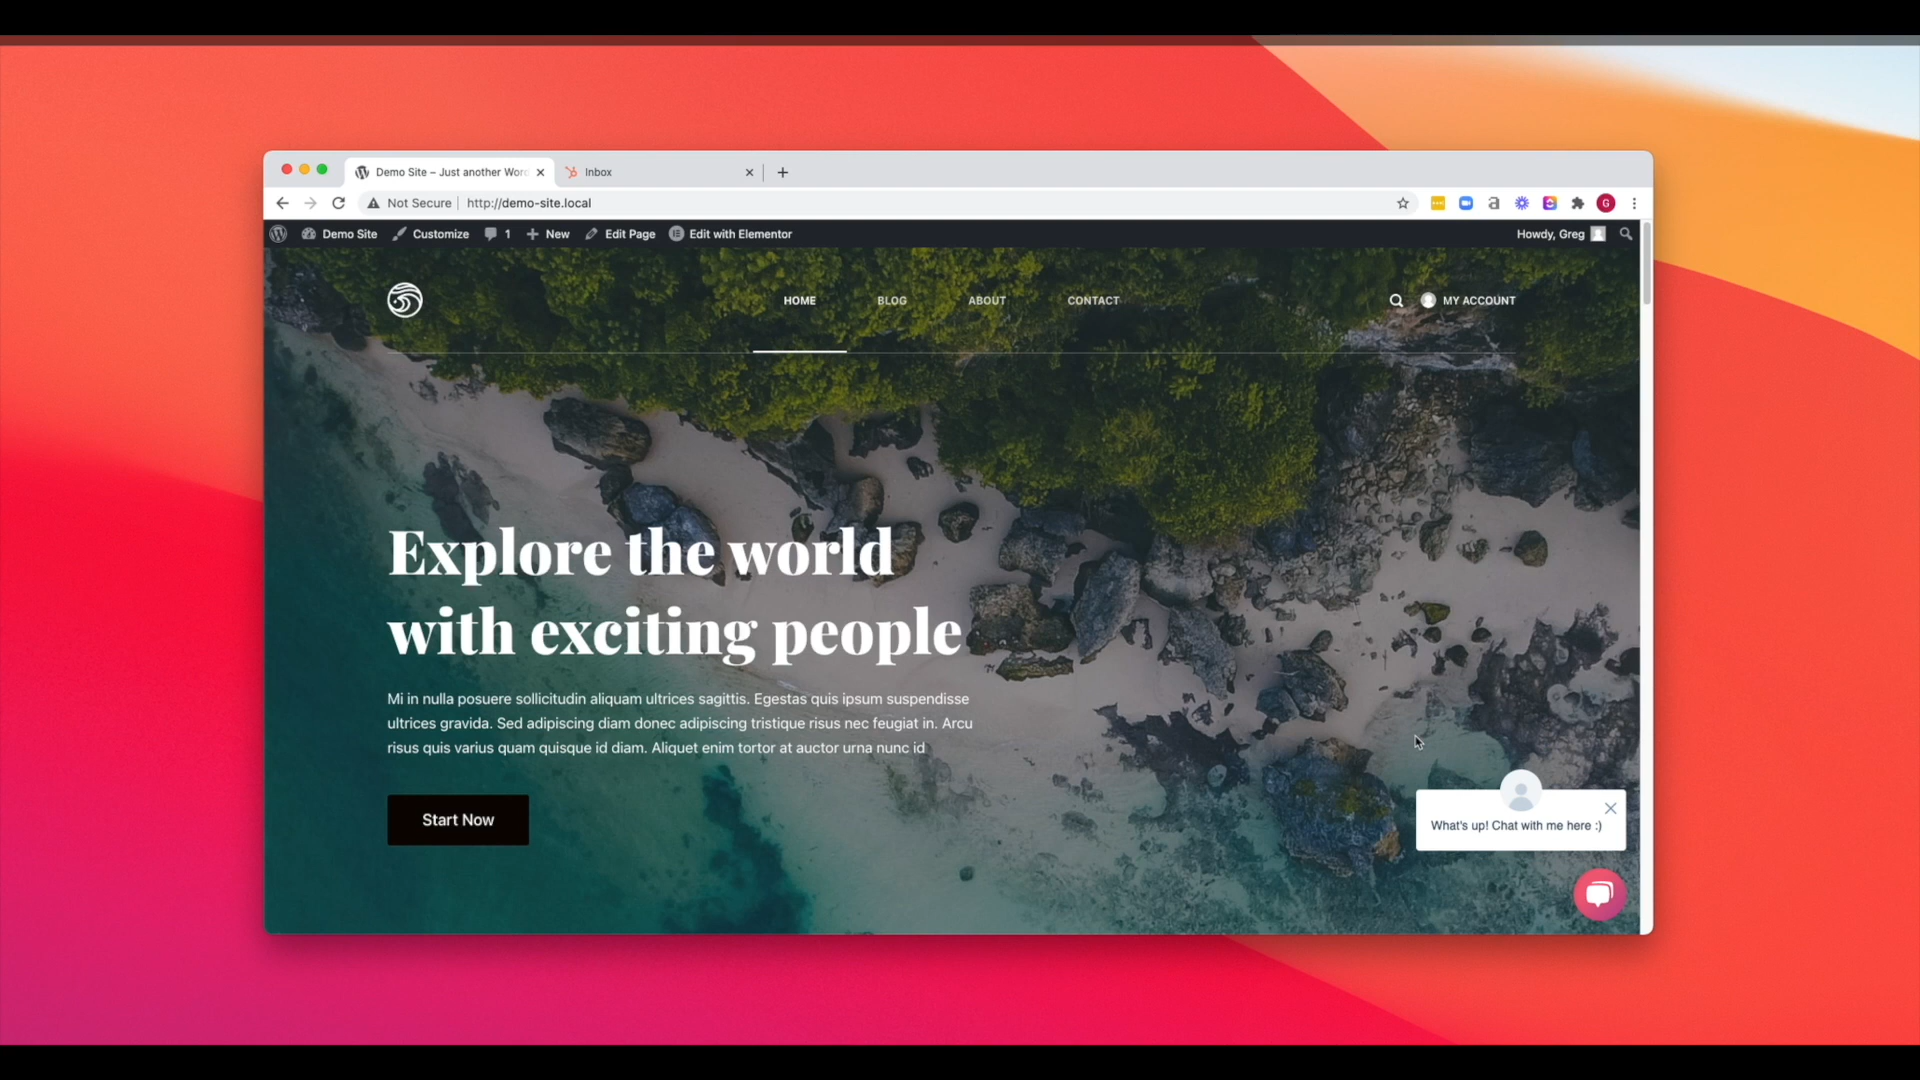 Demo Site – Just another Word
Inbox
Not Secure
http://demo-site.local
G
Demo Site
Customize
1
New
Edit Page
Edit with Elementor
Howdy, Greg
HOME
BLOG
ABOUT
CONTACT
MY ACCOUNT
Explore the world
with exciting people
Mi in nulla posuere sollicitudin aliquam ultrices sagittis. Egestas quis ipsum suspendisse
ultrices gravida. Sed adipiscing diam donec adipiscing tristique risus nec feugiat in. Arcu
risus quis varius quam quisque id diam. Aliquet enim tortor at auctor urna nunc id
Start Now
What's up! Chat with me here :)